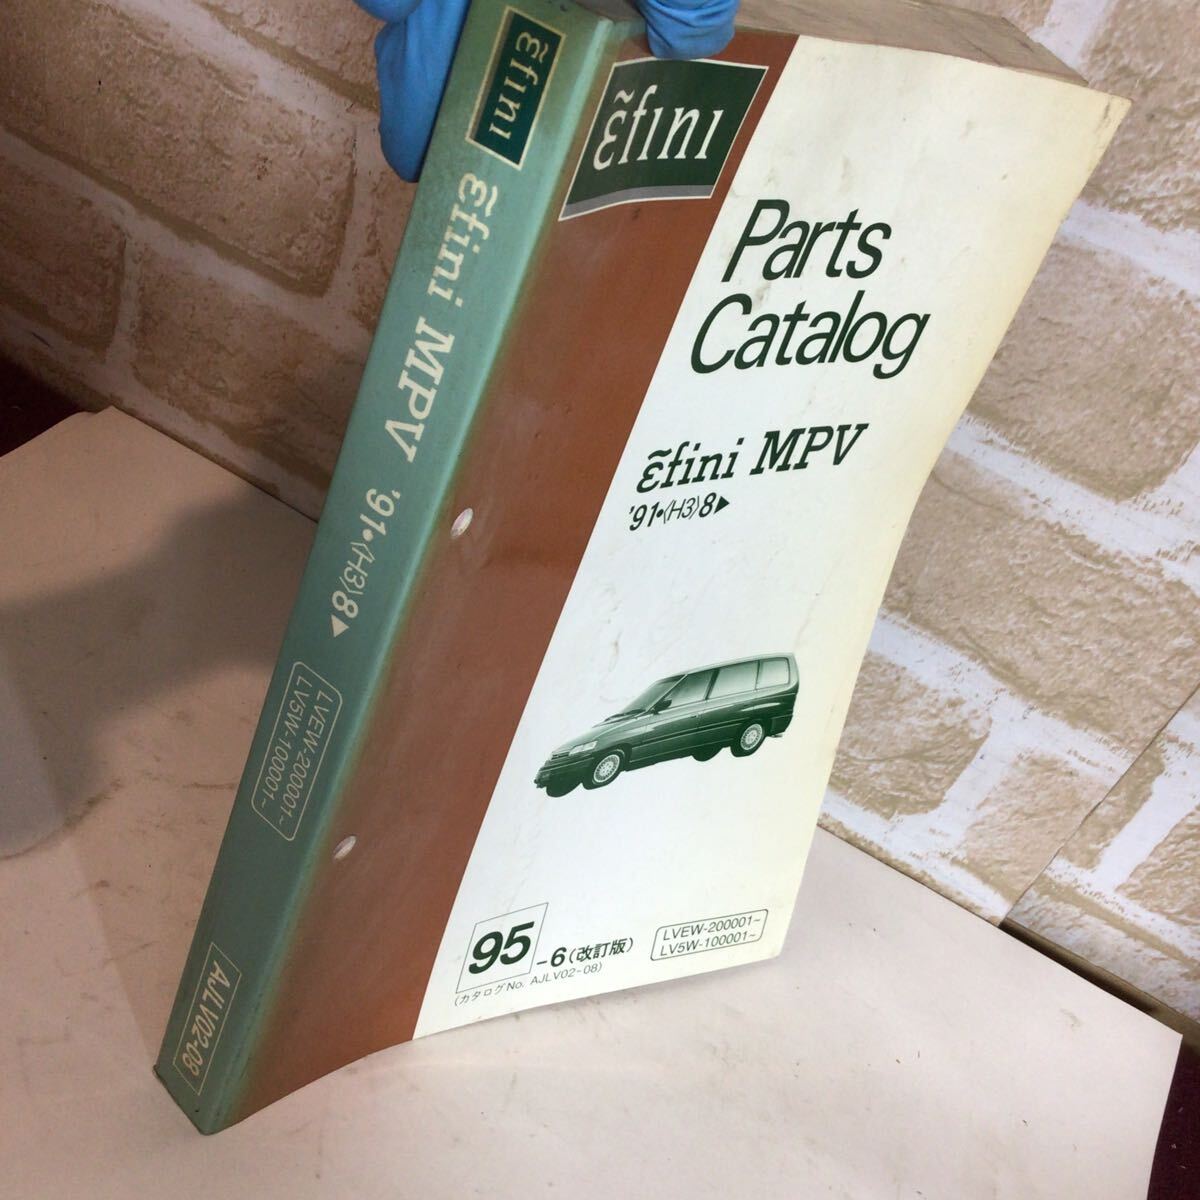 ε̃fini
ε̃fini MPV '91•〈H3〉8▶
LVEW-200001~
LV5W-100001~
AJLV02-08
ε̃fini
Parts
Catalog
ε̃fini MPV
'91•〈H3〉8▶
95-6(改訂版)
(カタログNo. AJLV02-08)
LVEW-200001~
LV5W-100001~